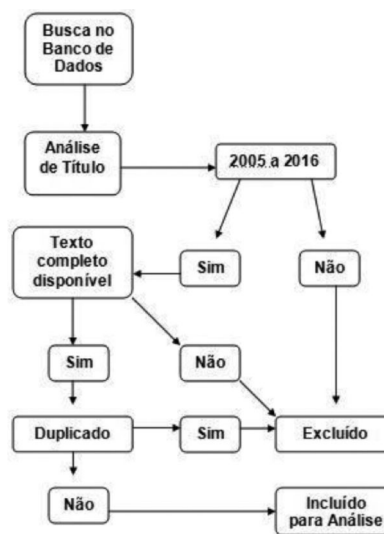 Busca no
Banco de
Dados
Análise
de Título
2005 a 2016
Texto
completo
disponível
Sim
Não
Sim
Não
Duplicado
Sim
Excluído
Não
Incluído
para Análise